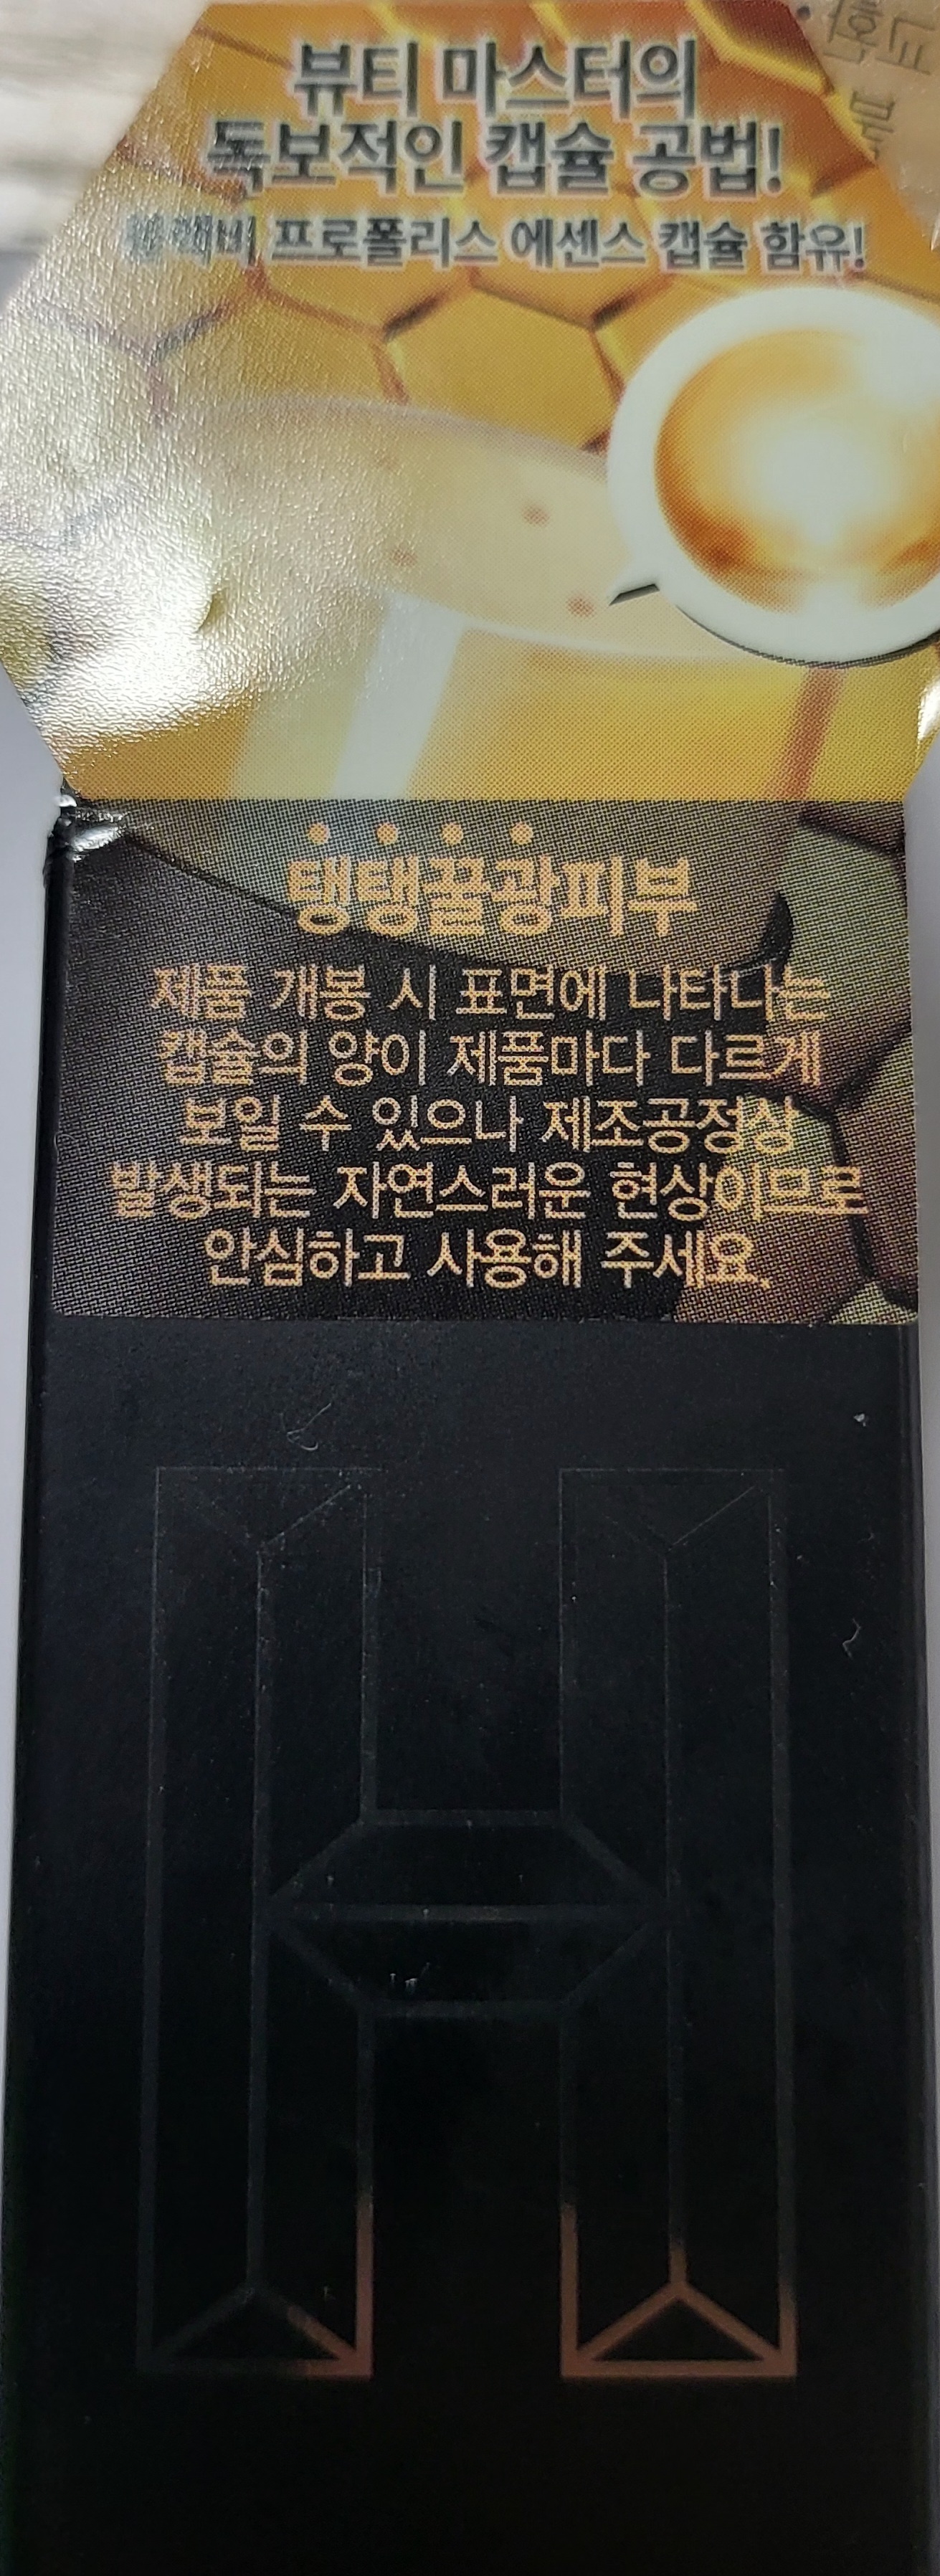 뷰티 마스터의
독보적인 캡슐 공법!
프로폴리스 에센스 캡슐 함유!
탱탱꿀광피부
제품 개봉 시 표면에 나타나는
캡슐의 양이 제품마다 다르게
보일 수 있으나 제조공정상
발생되는 자연스러운 현상이므로
안심하고 사용해 주세요.